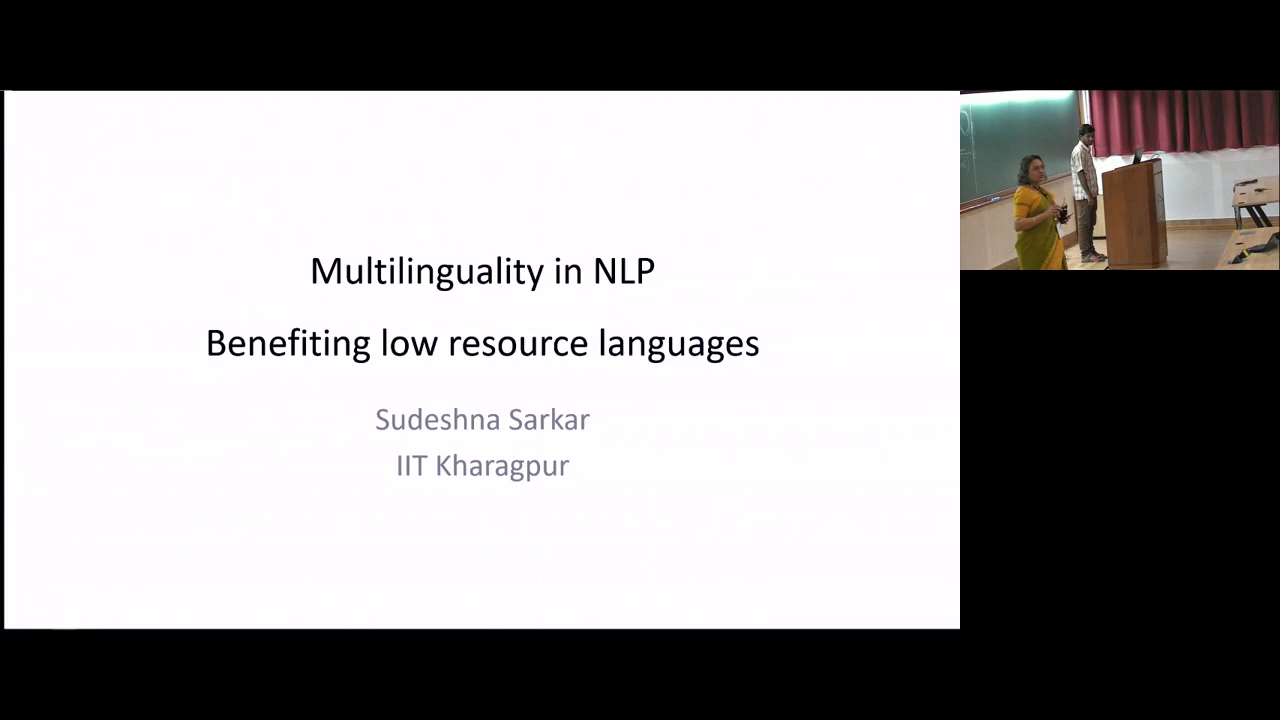 Multilinguality in NLP
Benefiting low resource languages
Sudeshna Sarkar
IIT Kharagpur